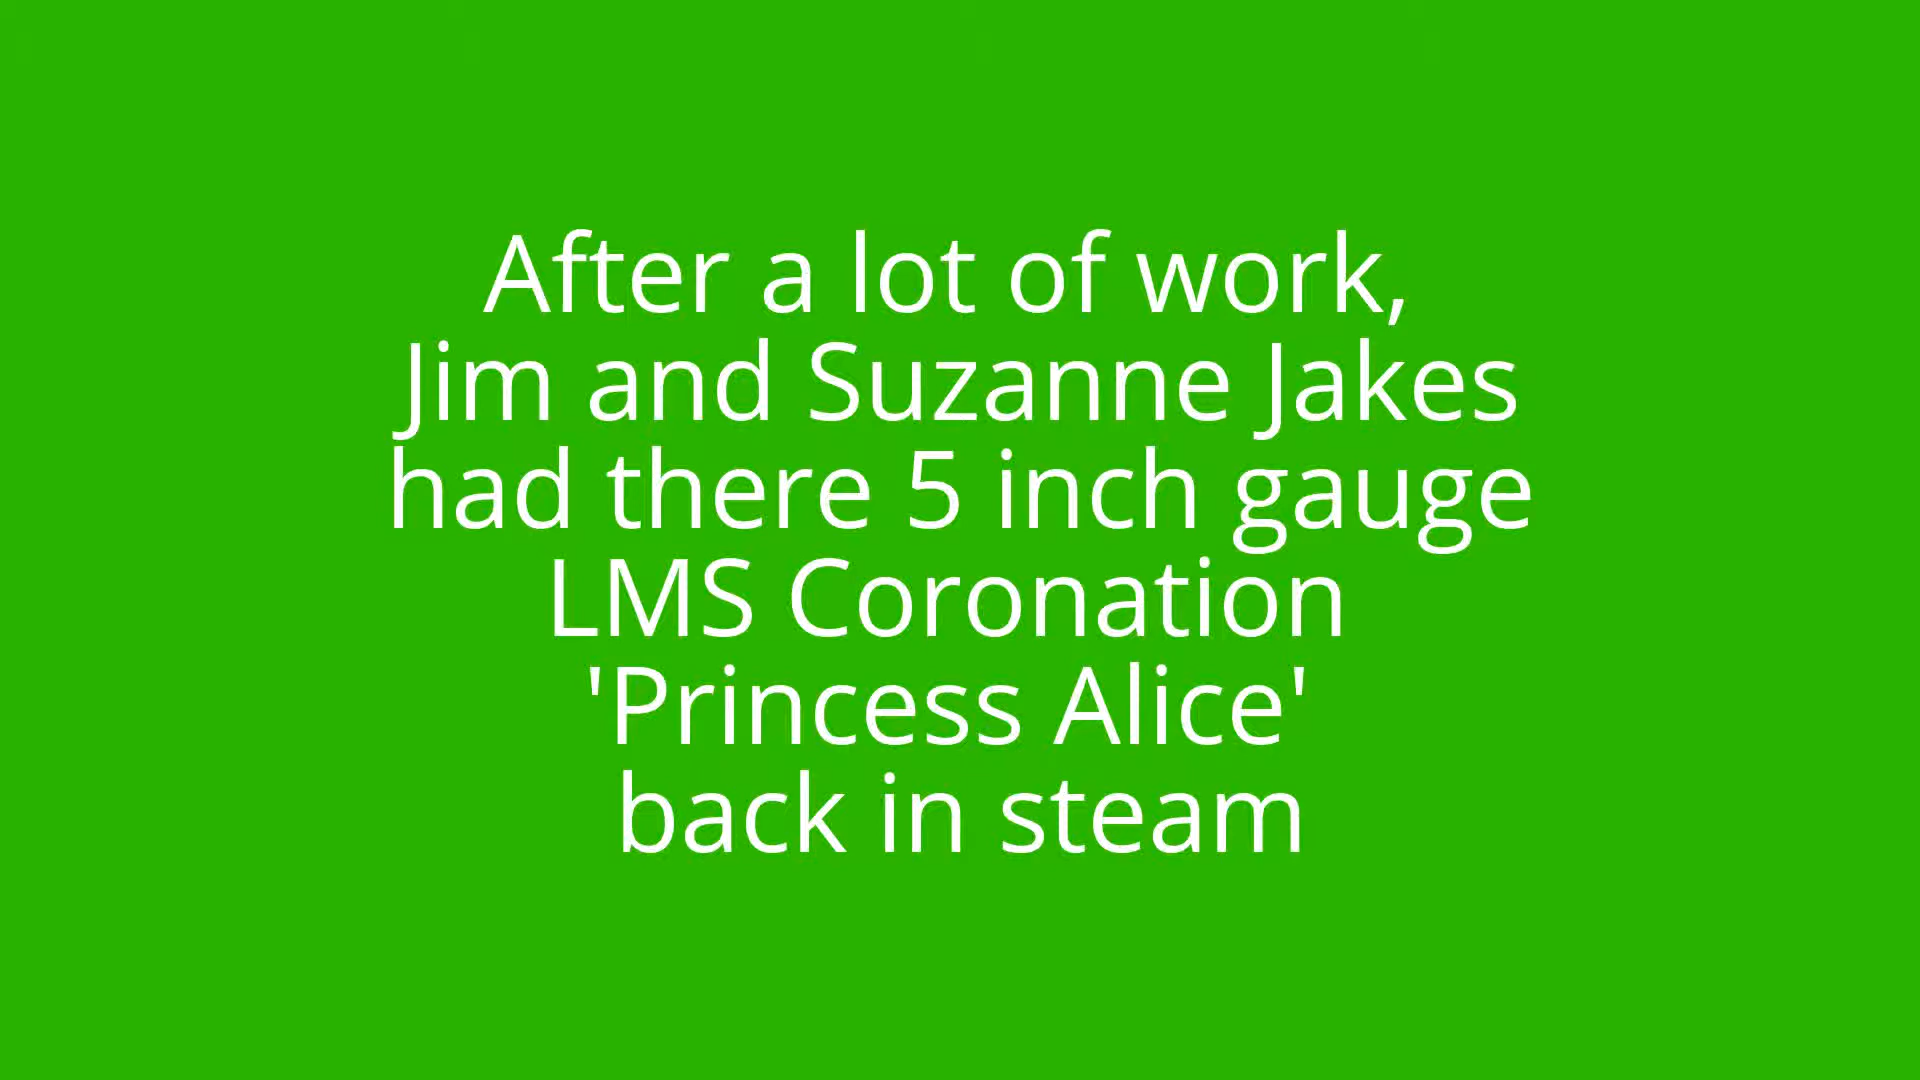 After a lot of work,
Jim and Suzanne Jakes
had there 5 inch gauge
LMS Coronation
'Princess Alice'
back in steam